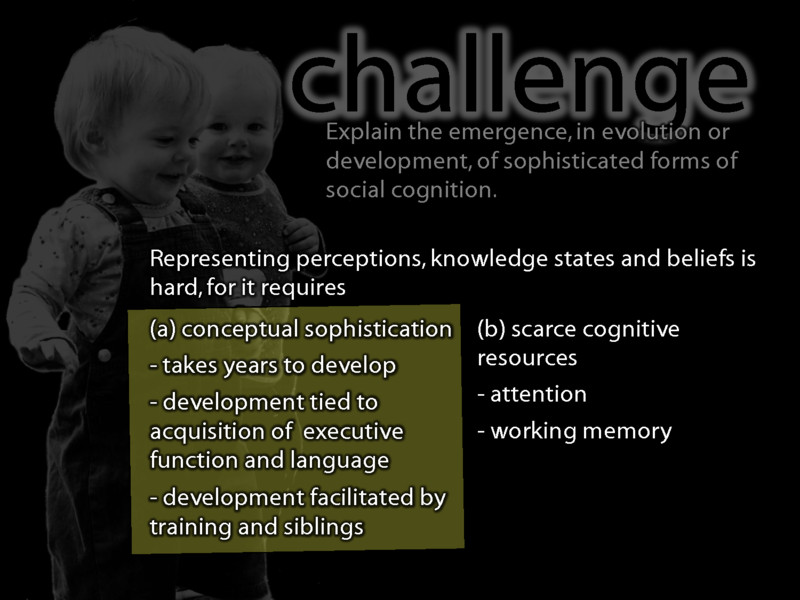 challenge
Explain the emergence, in evolution or
development, of sophisticated forms of
social cognition.
Representing perceptions, knowledge states and beliefs is
hard, for it requires
(a) conceptual sophistication
- takes years to develop
- development tied to
acquisition of executive
function and language
- development facilitated by
training and siblings
(b) scarce cognitive
resources
- attention
- working memory